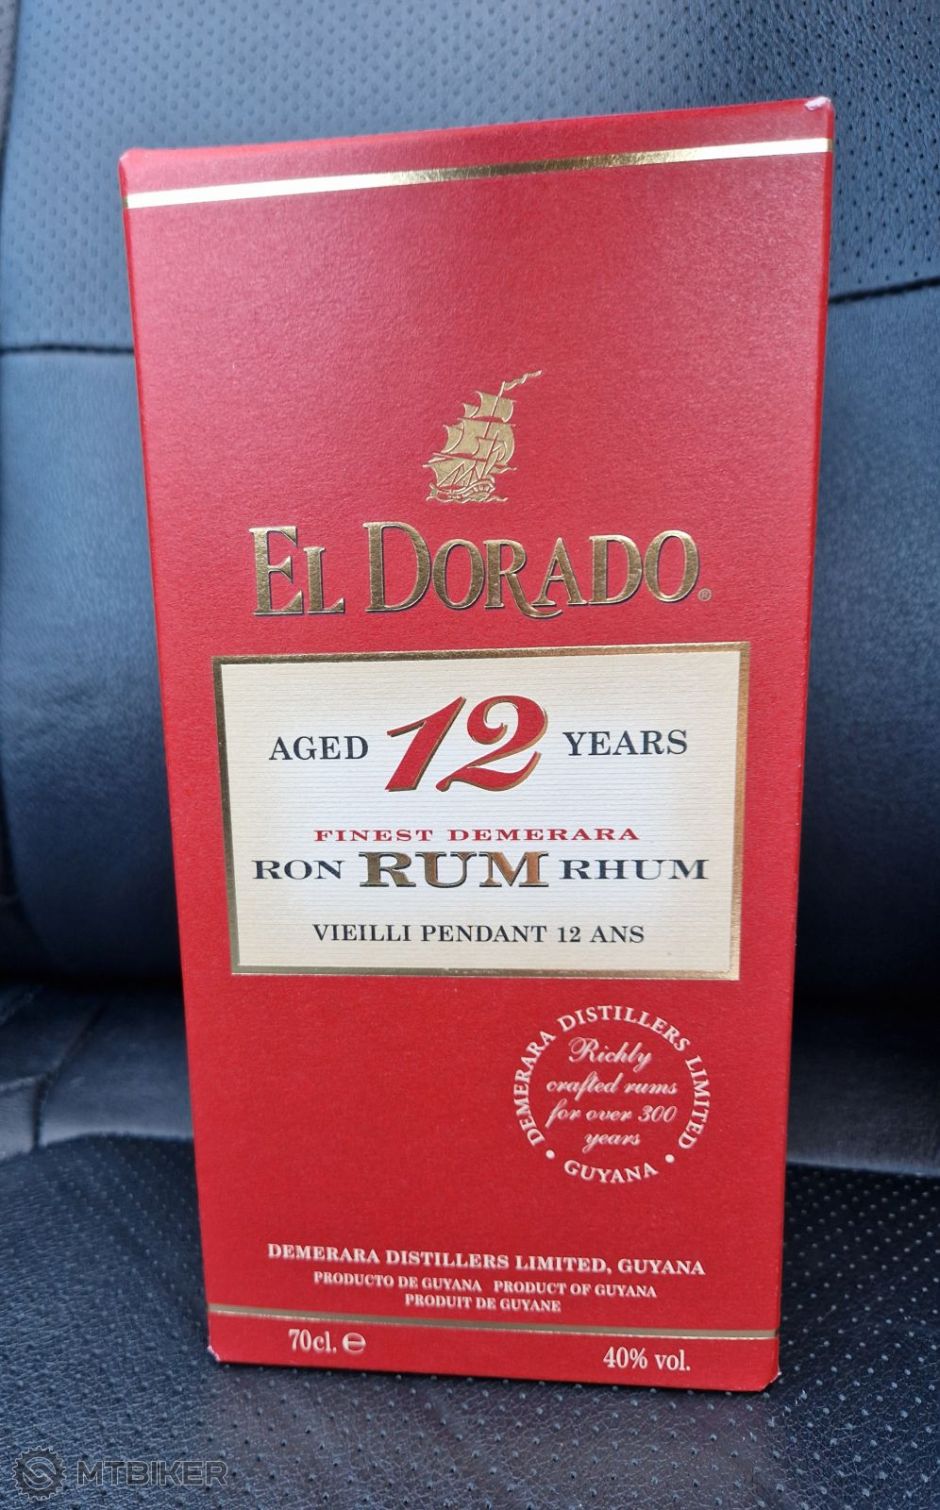 EL DORADO®
AGED 12 YEARS
FINEST DEMERARA
RON RUM RHUM
VIEILLI PENDANT 12 ANS
DEMERARA DISTILLERS LIMITED
Richly
crafted rums
for over 300
years
• GUYANA •
DEMERARA DISTILLERS LIMITED, GUYANA
PRODUCTO DE GUYANA PRODUCT OF GUYANA
PRODUIT DE GUYANE
70cl. ℮
40% vol.
MTBIKER